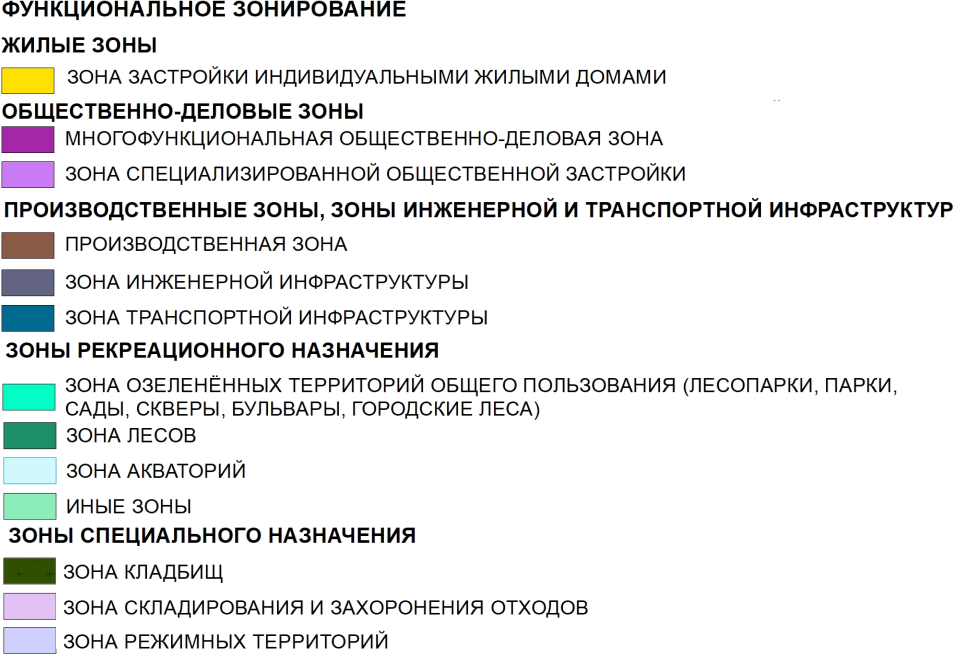 ФУНКЦИОНАЛЬНОЕ ЗОНИРОВАНИЕ
ЖИЛЫЕ ЗОНЫ
ЗОНА ЗАСТРОЙКИ ИНДИВИДУАЛЬНЫМИ ЖИЛЫМИ ДОМАМИ
ОБЩЕСТВЕННО-ДЕЛОВЫЕ ЗОНЫ
МНОГОФУНКЦИОНАЛЬНАЯ ОБЩЕСТВЕННО-ДЕЛОВАЯ ЗОНА
ЗОНА СПЕЦИАЛИЗИРОВАННОЙ ОБЩЕСТВЕННОЙ ЗАСТРОЙКИ
ПРОИЗВОДСТВЕННЫЕ ЗОНЫ, ЗОНЫ ИНЖЕНЕРНОЙ И ТРАНСПОРТНОЙ ИНФРАСТРУКТУР
ПРОИЗВОДСТВЕННАЯ ЗОНА
ЗОНА ИНЖЕНЕРНОЙ ИНФРАСТРУКТУРЫ
ЗОНА ТРАНСПОРТНОЙ ИНФРАСТРУКТУРЫ
ЗОНЫ РЕКРЕАЦИОННОГО НАЗНАЧЕНИЯ
ЗОНА ОЗЕЛЕНЁННЫХ ТЕРРИТОРИЙ ОБЩЕГО ПОЛЬЗОВАНИЯ (ЛЕСОПАРКИ, ПАРКИ,
САДЫ, СКВЕРЫ, БУЛЬВАРЫ, ГОРОДСКИЕ ЛЕСА)
ЗОНА ЛЕСОВ
ЗОНА АКВАТОРИЙ
ИНЫЕ ЗОНЫ
ЗОНЫ СПЕЦИАЛЬНОГО НАЗНАЧЕНИЯ
ЗОНА КЛАДБИЩ
ЗОНА СКЛАДИРОВАНИЯ И ЗАХОРОНЕНИЯ ОТХОДОВ
ЗОНА РЕЖИМНЫХ ТЕРРИТОРИЙ